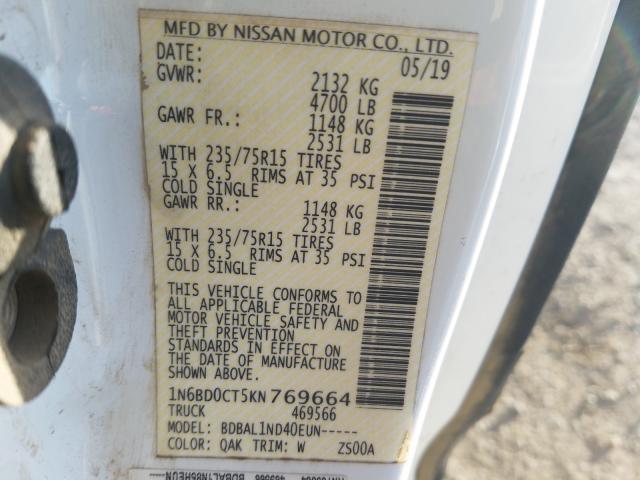 MFD BY NISSAN MOTOR CO., LTD.
DATE: 05/19
GVWR: 2132 KG
4700 LB
GAWR FR.: 1148 KG
2531 LB
WITH 235/75R15 TIRES
15 X 6.5 RIMS AT 35 PSI
COLD SINGLE
GAWR RR.: 1148 KG
2531 LB
WITH 235/75R15 TIRES
15 X 6.5 RIMS AT 35 PSI
COLD SINGLE
THIS VEHICLE CONFORMS TO
ALL APPLICABLE FEDERAL
MOTOR VEHICLE SAFETY AND
THEFT PREVENTION
STANDARDS IN EFFECT ON
THE DATE OF MANUFACTURE
SHOWN ABOVE.
1N6BD0CT5KN769664
TRUCK 469566
MODEL: BDBAL1ND40EUN-----
COLOR: QAK TRIM: W ZS00A